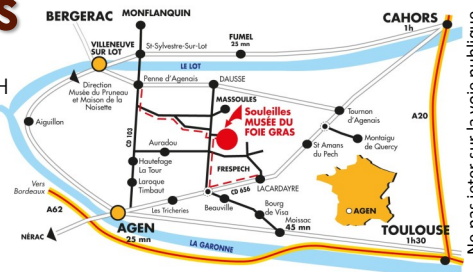 S
BERGERAC
MONFLANQUIN
CAHORS
1h
VILLENEUVE
SUR LOT
St-Sylvestre-Sur-Lot
FUMEL
25 mn
LE LOT
H
Direction
Musée du Pruneau
et Maison de la
Noisette
Penne d'Agenais
DAUSSE
MASSOULES
Souleilles
MUSÉE DU
FOIE GRAS
Tournon
d'Agenais
A20
Aiguillon
CD 103
Auradou
Montaigu
de Quercy
St Amans
du Pech
Hautefage
La Tour
FRESPECH
Laroque
Timbaut
Vers
Bordeaux
CD 656
LACARDAYRE
A62
Les Tricheries
Beauville
Bourg
de Visa
AGEN
AGEN
25 mn
Moissac
45 mn
TOULOUSE
1h30
NÉRAC
LA GARONNE
Ne pas jeter sur la voie publique